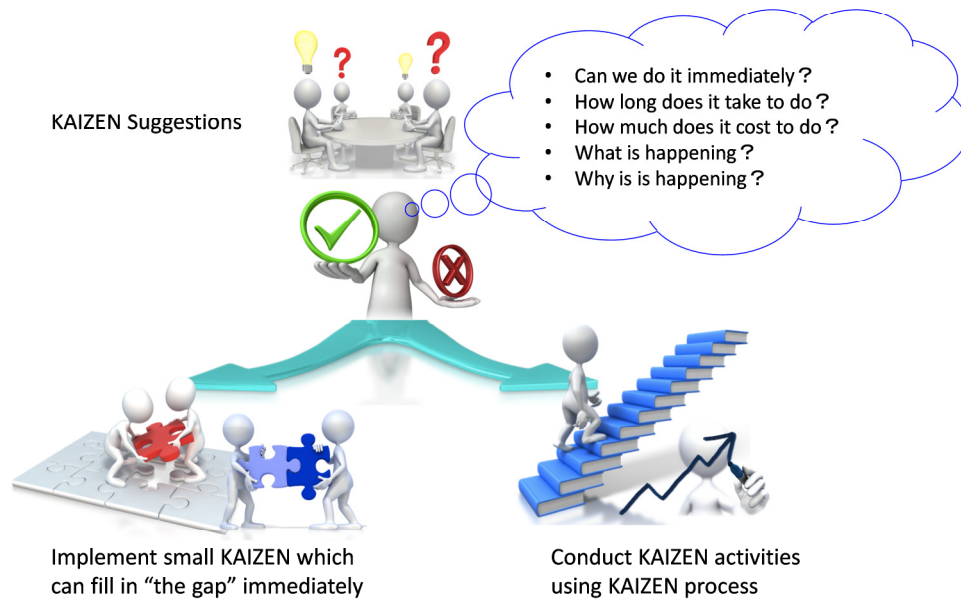 KAIZEN Suggestions
• Can we do it immediately？
• How long does it take to do？
• How much does it cost to do？
• What is happening？
• Why is is happening？
Implement small KAIZEN which
can fill in “the gap” immediately
Conduct KAIZEN activities
using KAIZEN process